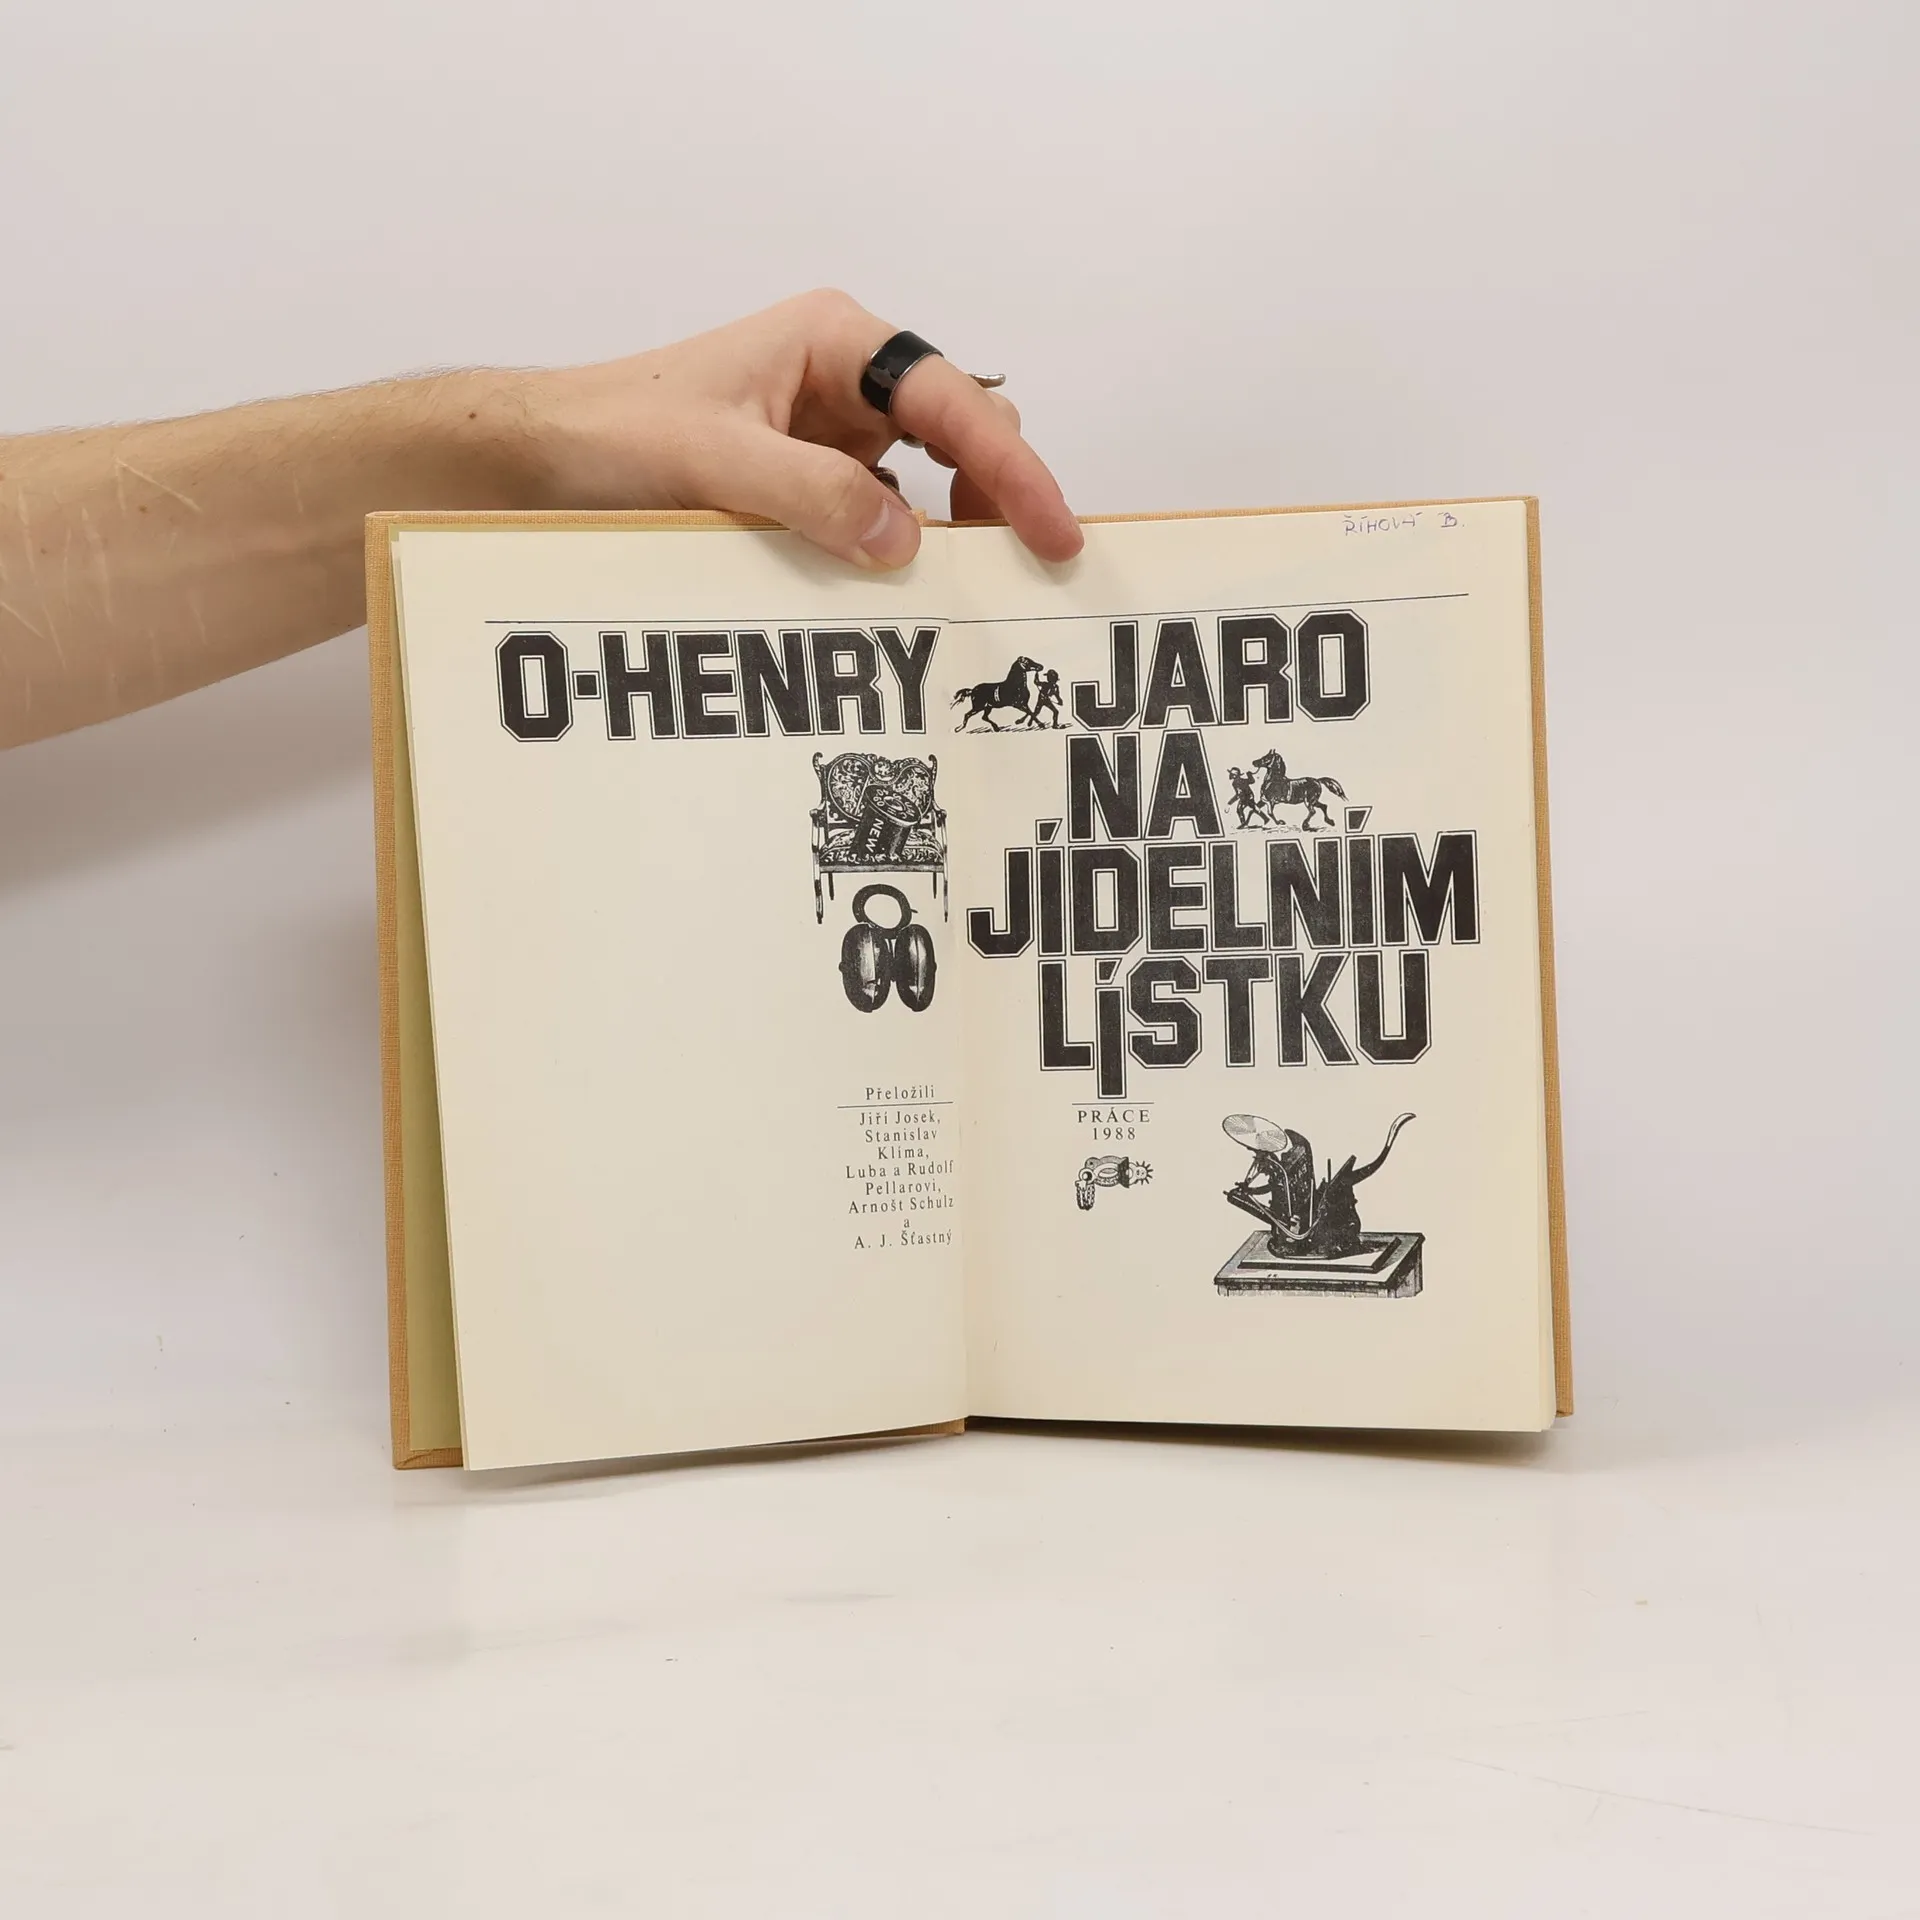 ŘÍHOVÁ B.
O·HENRY
JARO
NA
JÍDELNÍM
LÍSTKU
NEW
Přeložili
Jiří Josek,
Stanislav
Klíma,
Luba a Rudolf
Pellarovi,
Arnošt Schulz
a
A. J. Šťastný
PRÁCE
1988